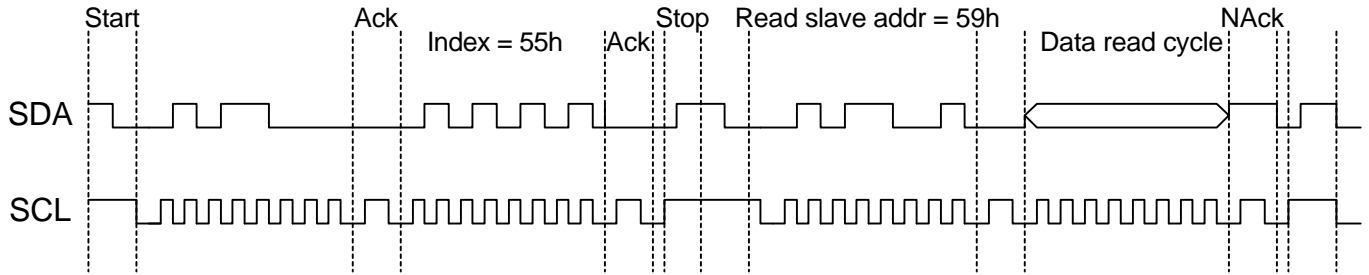 Start
Ack
Index = 55h
Ack
Stop
Read slave addr = 59h
Data read cycle
NAck
SDA
SCL